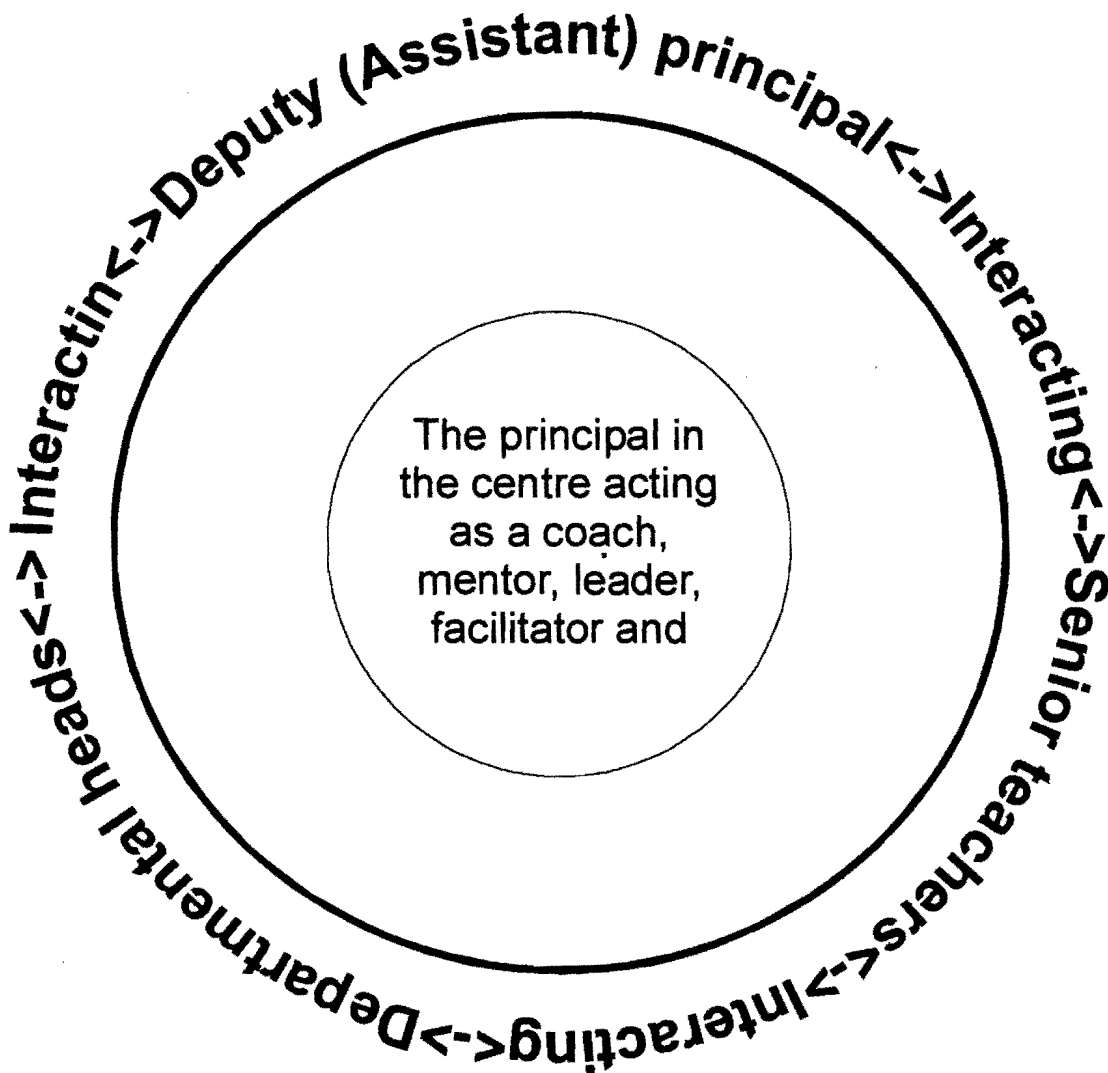 Deputy (Assistant) principal<->Interacting<->Senior teachers<->Interacting<->Departmental heads<->Interactin<->
The principal in
the centre acting
as a coach,
mentor, leader,
facilitator and